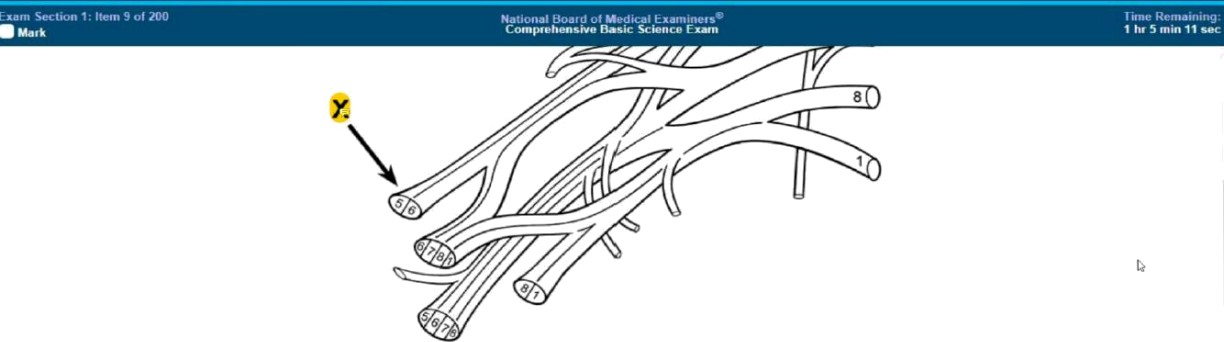 Exam Section 1: Item 9 of 200
Mark
National Board of Medical Examiners®
Comprehensive Basic Science Exam
Time Remaining:
1 hr 5 min 11 sec
8
X
1
5 6
6 7 8 1
8 1
5 6 7 8